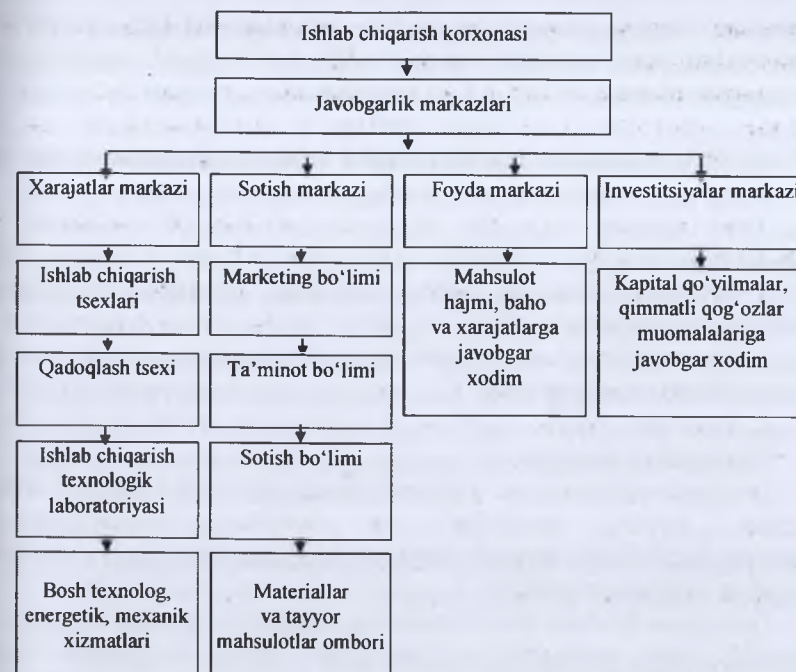 Ishlab chiqarish korxonasi
Javobgarlik markazlari
Xarajatlar markazi
Sotish markazi
Foyda markazi
Investitsiyalar markazi
Ishlab chiqarish
tsexlari
Marketing bo‘limi
Mahsulot
hajmi, baho
va xarajatlarga
javobgar
xodim
Kapital qo‘yilmalar,
qimmatli qog‘ozlar
muomalalariga
javobgar xodim
Qadoqlash tsexi
Ta’minot bo‘limi
Ishlab chiqarish
texnologik
laboratoriyasi
Sotish bo‘limi
Bosh texnolog,
energetik, mexanik
xizmatlari
Materiallar
va tayyor
mahsulotlar ombori